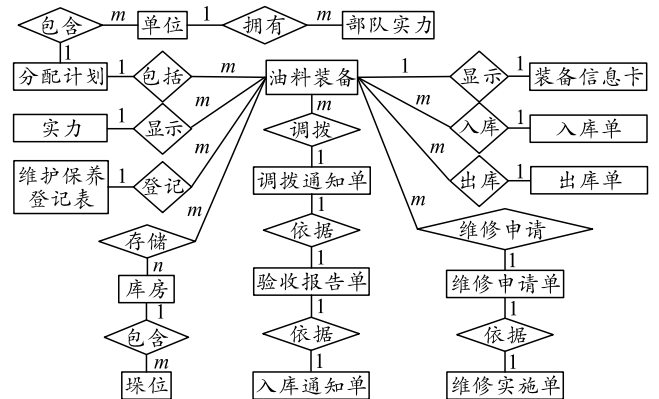 包含 m 单位 1 拥有 m 部队实力
1
分配计划 1 包括 m 油料装备 1 显示 1 装备信息卡
实力 1 显示 m m 调拨 m 入库 1 入库单
维护保养
登记表 1 登记 m 1 调拨通知单 m 出库 1 出库单
m 1 m
存储 依据 维修申请
n 1 1
库房 验收报告单 维修申请单
1 1 1
包含 依据 依据
m 1 1
垛位 入库通知单 维修实施单